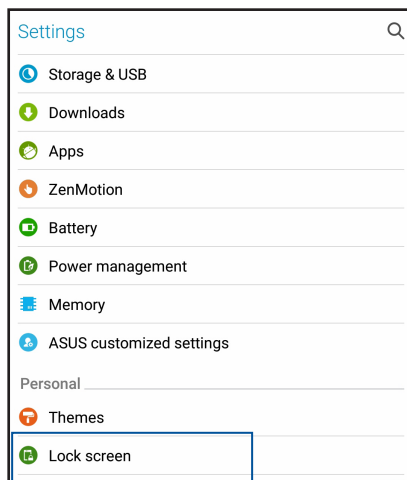 Settings
Storage & USB
Downloads
Apps
ZenMotion
Battery
Power management
Memory
ASUS customized settings
Personal
Themes
Lock screen